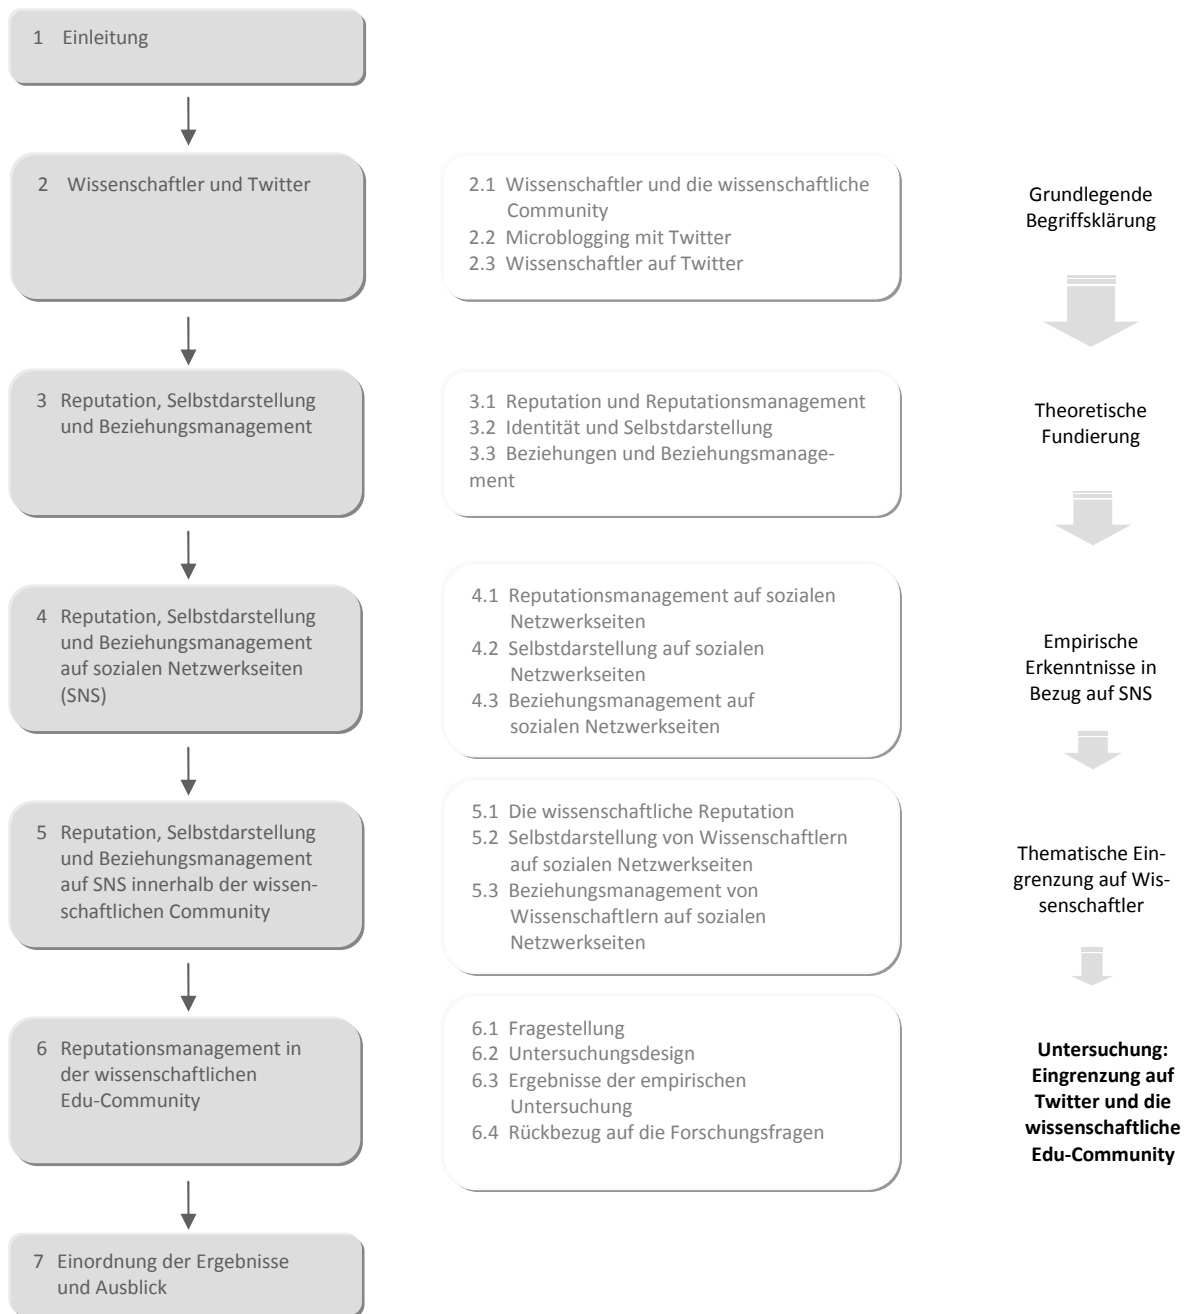 1 Einleitung
2 Wissenschaftler und Twitter
2.1 Wissenschaftler und die wissenschaftliche
Community
2.2 Microblogging mit Twitter
2.3 Wissenschaftler auf Twitter
Grundlegende
Begriffsklärung
3 Reputation, Selbstdarstellung
und Beziehungsmanagement
3.1 Reputation und Reputationsmanagement
3.2 Identität und Selbstdarstellung
3.3 Beziehungen und Beziehungsmanage-
ment
Theoretische
Fundierung
4 Reputation, Selbstdarstellung
und Beziehungsmanagement
auf sozialen Netzwerkseiten
(SNS)
4.1 Reputationsmanagement auf sozialen
Netzwerkseiten
4.2 Selbstdarstellung auf sozialen
Netzwerkseiten
4.3 Beziehungsmanagement auf
sozialen Netzwerkseiten
Empirische
Erkenntnisse in
Bezug auf SNS
5 Reputation, Selbstdarstellung
und Beziehungsmanagement
auf SNS innerhalb der wissen-
schaftlichen Community
5.1 Die wissenschaftliche Reputation
5.2 Selbstdarstellung von Wissenschaftlern
auf sozialen Netzwerkseiten
5.3 Beziehungsmanagement von
Wissenschaftlern auf sozialen
Netzwerkseiten
Thematische Ein-
grenzung auf Wis-
senschaftler
6 Reputationsmanagement in
der wissenschaftlichen
Edu-Community
6.1 Fragestellung
6.2 Untersuchungsdesign
6.3 Ergebnisse der empirischen
Untersuchung
6.4 Rückbezug auf die Forschungsfragen
Untersuchung:
Eingrenzung auf
Twitter und die
wissenschaftliche
Edu-Community
7 Einordnung der Ergebnisse
und Ausblick